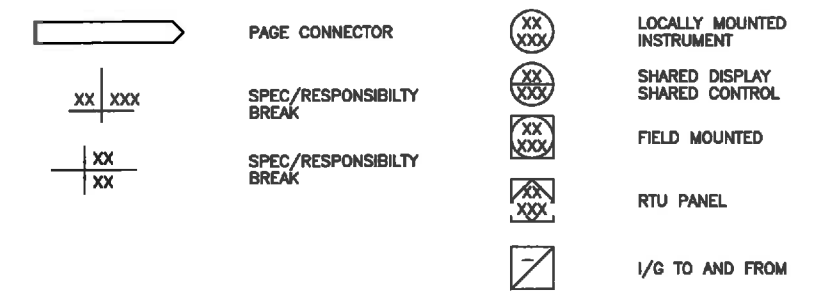 PAGE CONNECTOR
XX XXX
SPEC/RESPONSIBILTY
BREAK
XX
XX
SPEC/RESPONSIBILTY
BREAK
XX
XXX
LOCALLY MOUNTED
INSTRUMENT
XX
XXX
SHARED DISPLAY
SHARED CONTROL
XX
XXX
FIELD MOUNTED
XX
XXX
RTU PANEL
I/G TO AND FROM